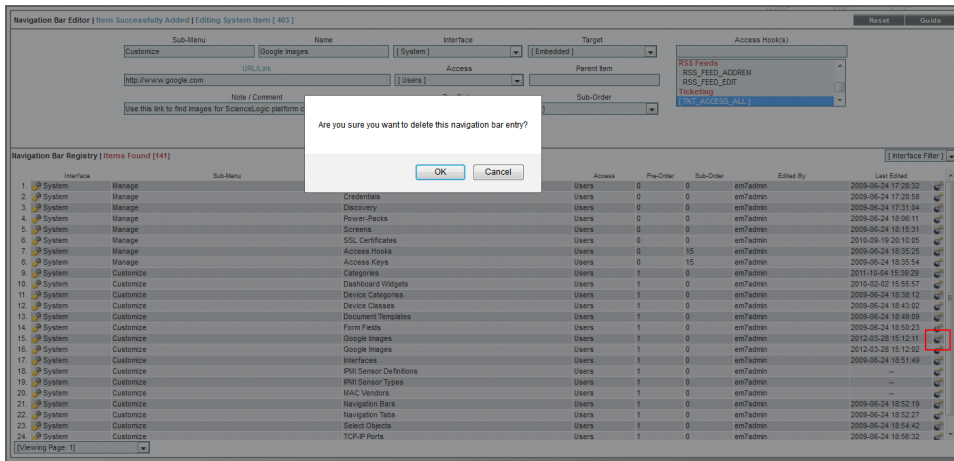 Navigation Bar Editor | Item Successfully Added | Editing System Item [ 403 ] Reset Guide
Sub-Menu Name Interface Target Access Hook(s)
Customize Google Images [ System ] [ Embedded ]
URL/Link Access Parent Item
RSS Feeds
RSS_FEED_ADDREM
http://www.google.com [ Users ]
RSS_FEED_EDIT
Note / Comment Sub-Order
Ticketing
Use this link to find images for ScienceLogic platform
[TKT_ACCESS_ALL]
Are you sure you want to delete this navigation bar entry?
OK Cancel
Navigation Bar Registry | Items Found [141] [ Interface Filter ]
Interface Sub-Menu Access Pre-Order Sub-Order Edited By Last Edited
1. System Manage Users 0 0 em7admin 2009-06-24 17:28:32
2. System Manage Credentials Users 0 0 em7admin 2009-06-24 17:28:58
3. System Manage Discovery Users 0 0 em7admin 2009-06-24 17:31:04
4. System Manage Power-Packs Users 0 0 em7admin 2009-06-24 18:06:11
5. System Manage Screens Users 0 0 em7admin 2009-06-24 18:15:31
6. System Manage SSL Certificates Users 0 0 em7admin 2010-09-19 20:10:05
7. System Manage Access Hooks Users 0 15 em7admin 2009-06-24 18:35:25
8. System Manage Access Keys Users 0 15 em7admin 2009-06-24 18:35:54
9. System Customize Categories Users 1 0 em7admin 2011-10-04 15:39:29
10. System Customize Dashboard Widgets Users 1 0 em7admin 2010-02-02 15:55:57
11. System Customize Device Categories Users 1 0 em7admin 2009-06-24 18:38:12
12. System Customize Device Classes Users 1 0 em7admin 2009-06-24 18:43:02
13. System Customize Document Templates Users 1 0 em7admin 2009-06-24 18:49:09
14. System Customize Form Fields Users 1 0 em7admin 2009-06-24 18:50:23
15. System Customize Google Images Users 1 0 em7admin 2012-03-28 15:12:11
16. System Customize Google Images Users 1 0 em7admin 2012-03-28 15:12:02
17. System Customize Interfaces Users 1 0 em7admin 2009-06-24 18:51:49
18. System Customize IPMI Sensor Definitions Users 1 0 em7admin --
19. System Customize IPMI Sensor Types Users 1 0 em7admin --
20. System Customize MAC Vendors Users 1 0 em7admin --
21. System Customize Navigation Bars Users 1 0 em7admin 2009-06-24 18:52:19
22. System Customize Navigation Tabs Users 1 0 em7admin 2009-06-24 18:52:27
23. System Customize Select Objects Users 1 0 em7admin 2009-06-24 18:54:42
24. System Customize TCP-IP Ports Users 1 0 em7admin 2009-06-24 18:56:32
[Viewing Page: 1]